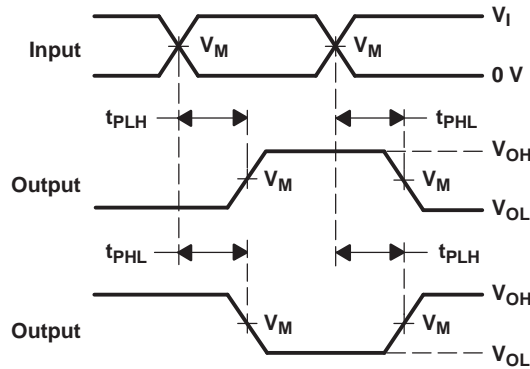 V_I
Input V_M V_M
0 V
t_PLH t_PHL
V_OH
Output V_M V_M
V_OL
t_PHL t_PLH
V_OH
Output V_M V_M
V_OL